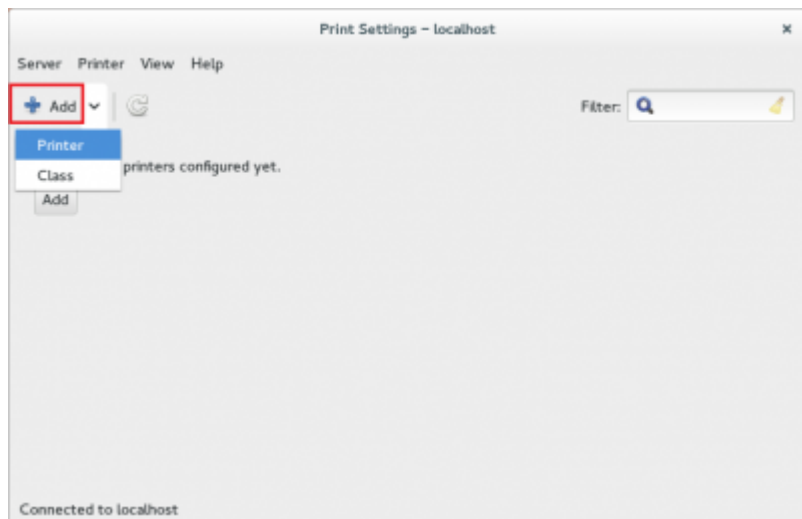 Print Settings - localhost ×
Server Printer View Help
Add
Filter:
Printer
Class
printers configured yet.
Add
Connected to localhost